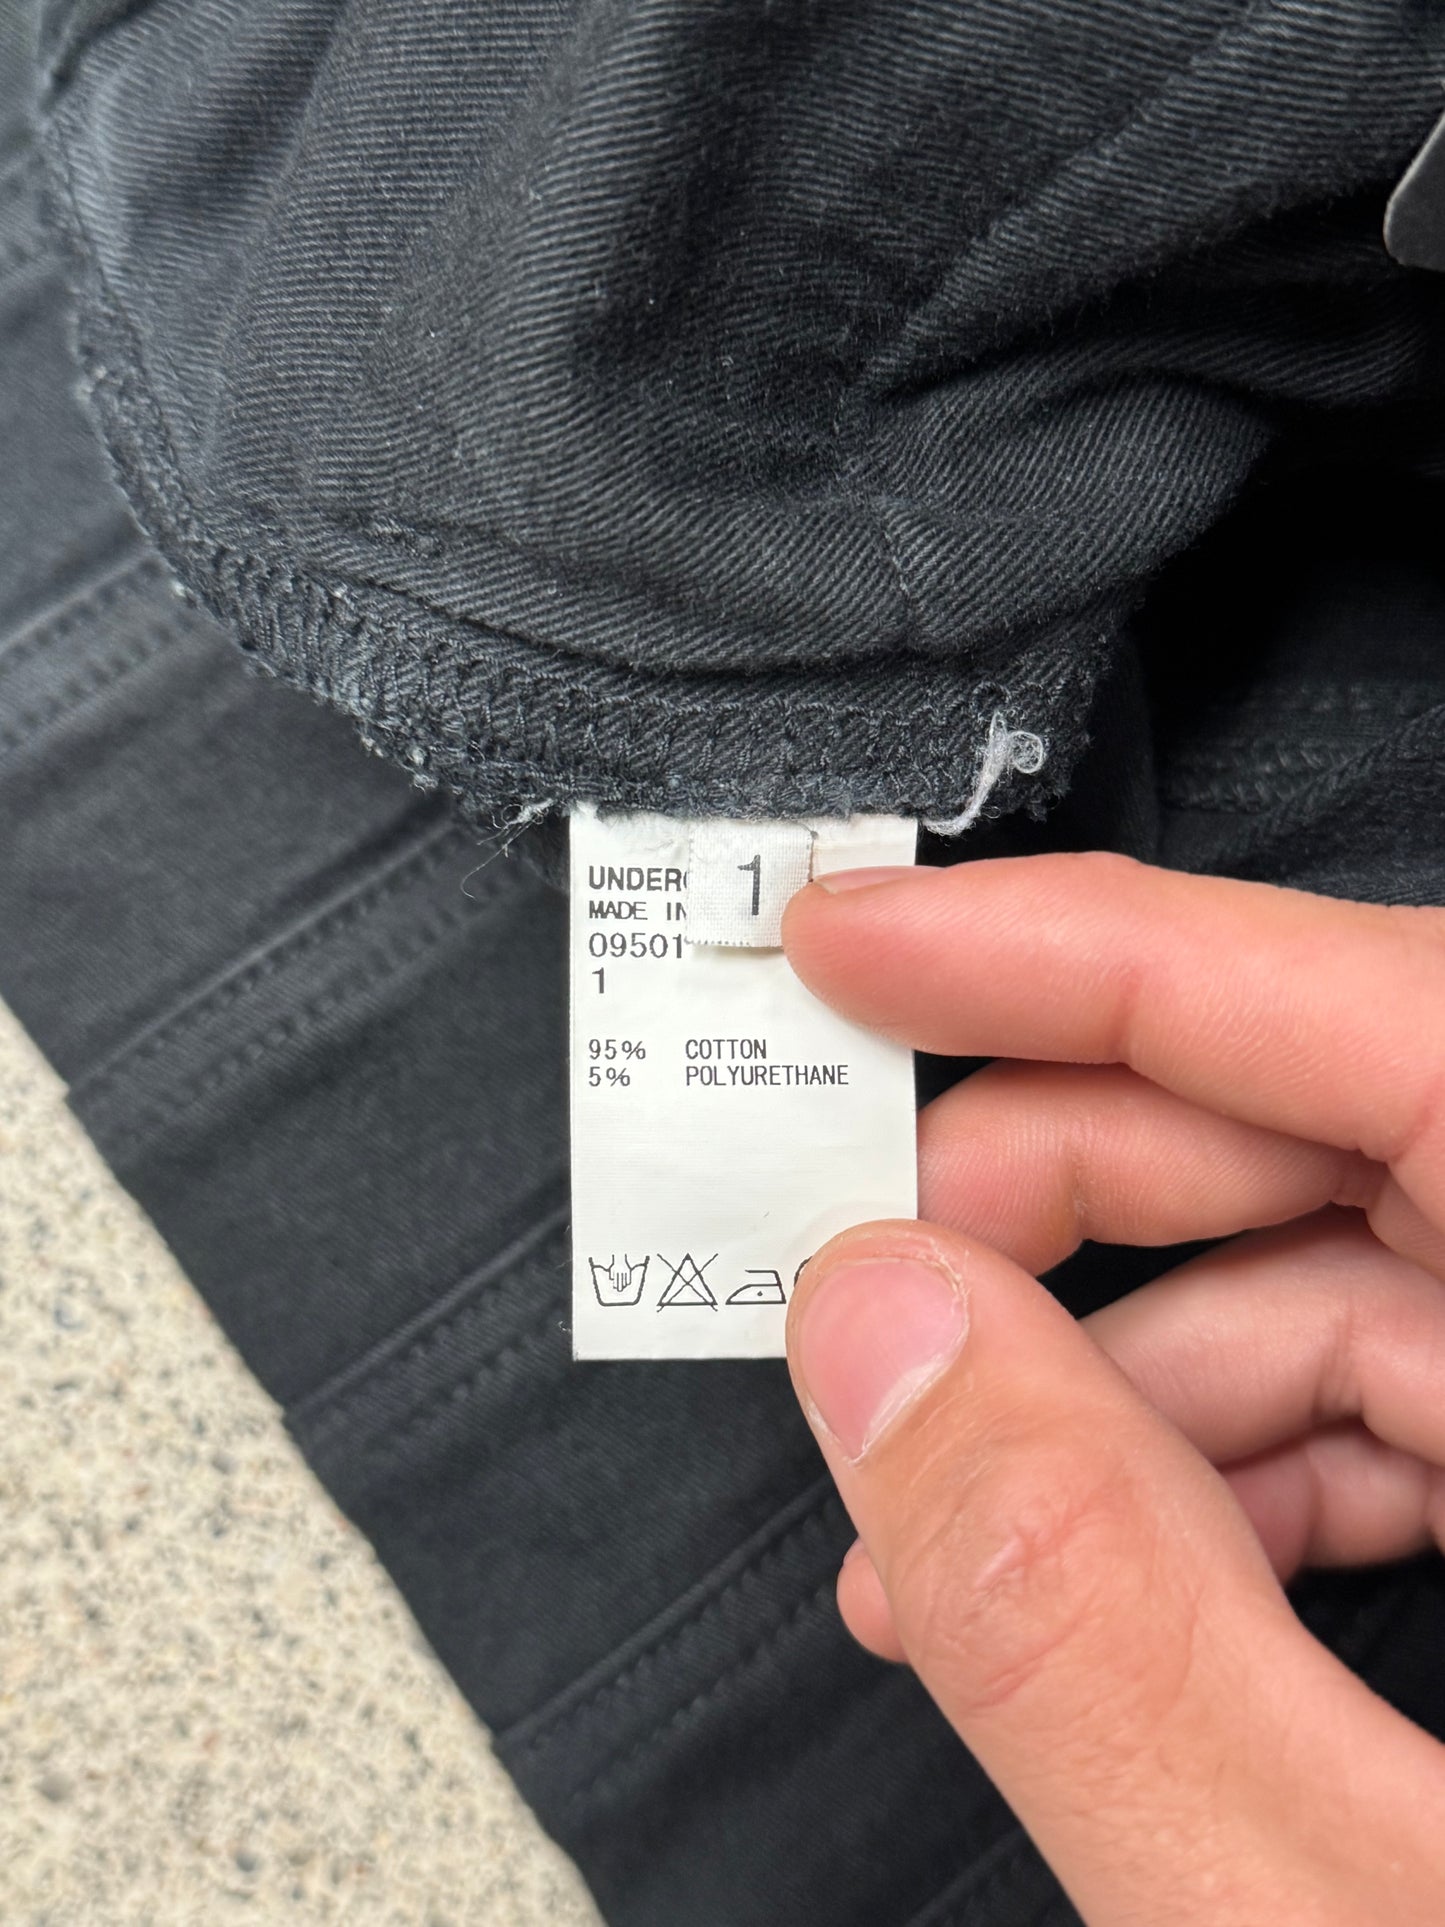 UNDER
1
MADE IN
09501
1
95% COTTON
5% POLYURETHANE